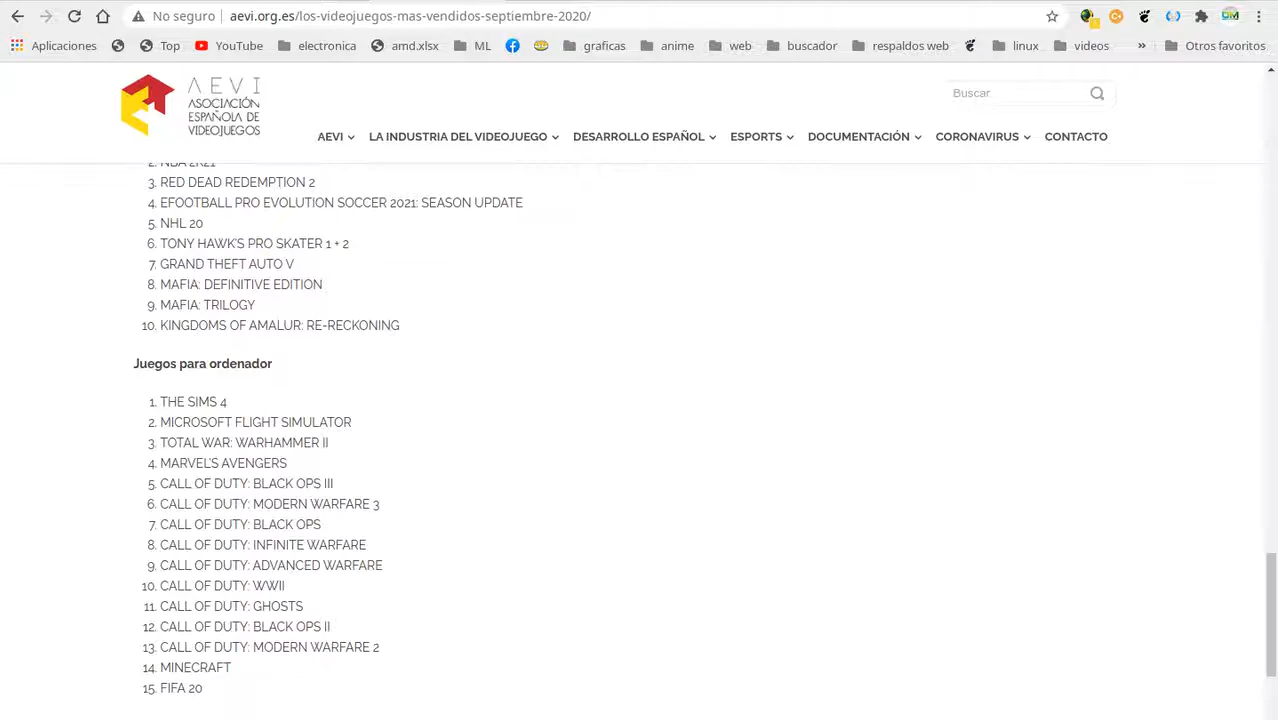 No seguro
aevi.org.es/los-videojuegos-mas-vendidos-septiembre-2020/
Aplicaciones
Top
YouTube
electronica
amd.xlsx
ML
graficas
anime
web
buscador
respaldos web
linux
videos
»
Otros favoritos
AEVI
ASOCIACIÓN
ESPAÑOLA DE
VIDEOJUEGOS
Buscar
AEVI
LA INDUSTRIA DEL VIDEOJUEGO
DESARROLLO ESPAÑOL
ESPORTS
DOCUMENTACIÓN
CORONAVIRUS
CONTACTO
2. NBA 2K21
3. RED DEAD REDEMPTION 2
4. EFOOTBALL PRO EVOLUTION SOCCER 2021: SEASON UPDATE
5. NHL 20
6. TONY HAWK'S PRO SKATER 1 + 2
7. GRAND THEFT AUTO V
8. MAFIA: DEFINITIVE EDITION
9. MAFIA: TRILOGY
10. KINGDOMS OF AMALUR: RE-RECKONING
Juegos para ordenador
1. THE SIMS 4
2. MICROSOFT FLIGHT SIMULATOR
3. TOTAL WAR: WARHAMMER II
4. MARVEL'S AVENGERS
5. CALL OF DUTY: BLACK OPS III
6. CALL OF DUTY: MODERN WARFARE 3
7. CALL OF DUTY: BLACK OPS
8. CALL OF DUTY: INFINITE WARFARE
9. CALL OF DUTY: ADVANCED WARFARE
10. CALL OF DUTY: WWII
11. CALL OF DUTY: GHOSTS
12. CALL OF DUTY: BLACK OPS II
13. CALL OF DUTY: MODERN WARFARE 2
14. MINECRAFT
15. FIFA 20